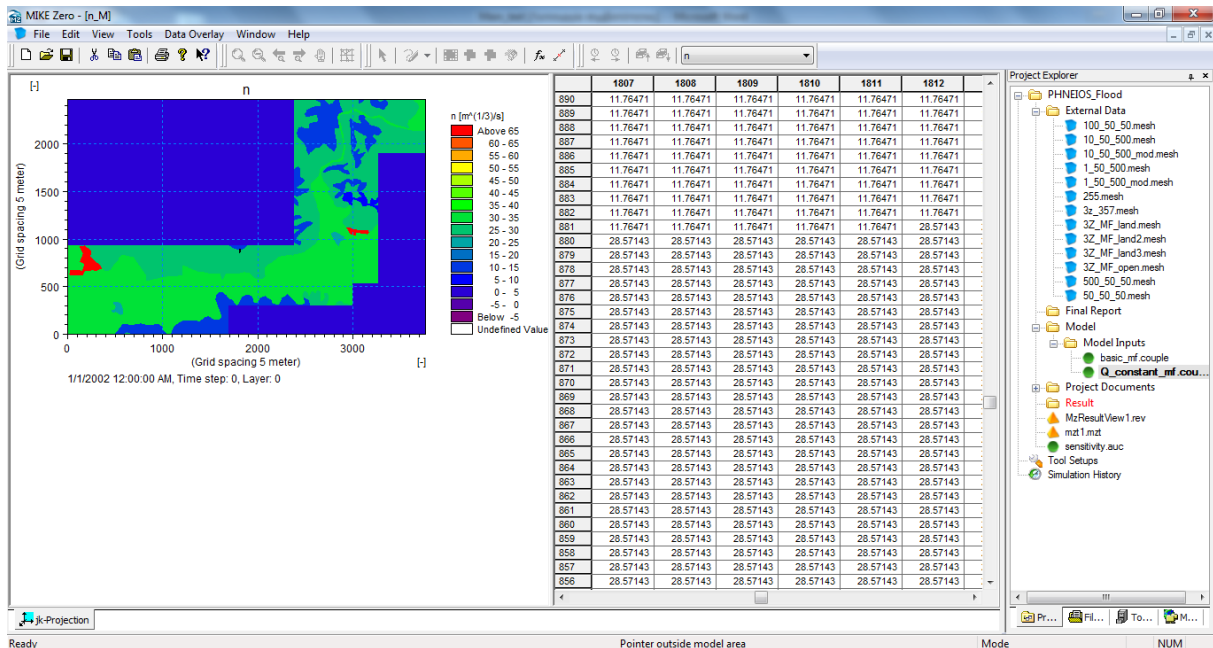 MIKE Zero - [n_M]
File Edit View Tools Data Overlay Window Help
n
[-]
n
(Grid spacing 5 meter)
2000
1500
1000
500
0
0 1000 2000 3000
(Grid spacing 5 meter) [-]
1/1/2002 12:00:00 AM, Time step: 0, Layer: 0
n [m^(1/3)/s]
Above 65
60 - 65
55 - 60
50 - 55
45 - 50
40 - 45
35 - 40
30 - 35
25 - 30
20 - 25
15 - 20
10 - 15
5 - 10
0 - 5
-5 - 0
Below -5
Undefined Value
1807 1808 1809 1810 1811 1812
890 11.76471 11.76471 11.76471 11.76471 11.76471 11.76471
889 11.76471 11.76471 11.76471 11.76471 11.76471 11.76471
888 11.76471 11.76471 11.76471 11.76471 11.76471 11.76471
887 11.76471 11.76471 11.76471 11.76471 11.76471 11.76471
886 11.76471 11.76471 11.76471 11.76471 11.76471 11.76471
885 11.76471 11.76471 11.76471 11.76471 11.76471 11.76471
884 11.76471 11.76471 11.76471 11.76471 11.76471 11.76471
883 11.76471 11.76471 11.76471 11.76471 11.76471 11.76471
882 11.76471 11.76471 11.76471 11.76471 11.76471 11.76471
881 11.76471 11.76471 11.76471 11.76471 11.76471 28.57143
880 28.57143 28.57143 28.57143 28.57143 28.57143 28.57143
879 28.57143 28.57143 28.57143 28.57143 28.57143 28.57143
878 28.57143 28.57143 28.57143 28.57143 28.57143 28.57143
877 28.57143 28.57143 28.57143 28.57143 28.57143 28.57143
876 28.57143 28.57143 28.57143 28.57143 28.57143 28.57143
875 28.57143 28.57143 28.57143 28.57143 28.57143 28.57143
874 28.57143 28.57143 28.57143 28.57143 28.57143 28.57143
873 28.57143 28.57143 28.57143 28.57143 28.57143 28.57143
872 28.57143 28.57143 28.57143 28.57143 28.57143 28.57143
871 28.57143 28.57143 28.57143 28.57143 28.57143 28.57143
870 28.57143 28.57143 28.57143 28.57143 28.57143 28.57143
869 28.57143 28.57143 28.57143 28.57143 28.57143 28.57143
868 28.57143 28.57143 28.57143 28.57143 28.57143 28.57143
867 28.57143 28.57143 28.57143 28.57143 28.57143 28.57143
866 28.57143 28.57143 28.57143 28.57143 28.57143 28.57143
865 28.57143 28.57143 28.57143 28.57143 28.57143 28.57143
864 28.57143 28.57143 28.57143 28.57143 28.57143 28.57143
863 28.57143 28.57143 28.57143 28.57143 28.57143 28.57143
862 28.57143 28.57143 28.57143 28.57143 28.57143 28.57143
861 28.57143 28.57143 28.57143 28.57143 28.57143 28.57143
860 28.57143 28.57143 28.57143 28.57143 28.57143 28.57143
859 28.57143 28.57143 28.57143 28.57143 28.57143 28.57143
858 28.57143 28.57143 28.57143 28.57143 28.57143 28.57143
857 28.57143 28.57143 28.57143 28.57143 28.57143 28.57143
856 28.57143 28.57143 28.57143 28.57143 28.57143 28.57143
Project Explorer
PHNEIOS_Flood
External Data
100_50_50.mesh
10_50_500.mesh
10_50_500_mod.mesh
1_50_500.mesh
1_50_500_mod.mesh
255.mesh
3z_357.mesh
3Z_MF_land.mesh
3Z_MF_land2.mesh
3Z_MF_land3.mesh
3Z_MF_open.mesh
500_50_50.mesh
50_50_50.mesh
Final Report
Model
Model Inputs
basic_mf.couple
Q_constant_mf.cou...
Project Documents
Result
MzResultView1.rev
mzt1.mzt
sensitivity.auc
Tool Setups
Simulation History
Pr... Fil... To... M...
jk-Projection
Ready Pointer outside model area Mode NUM